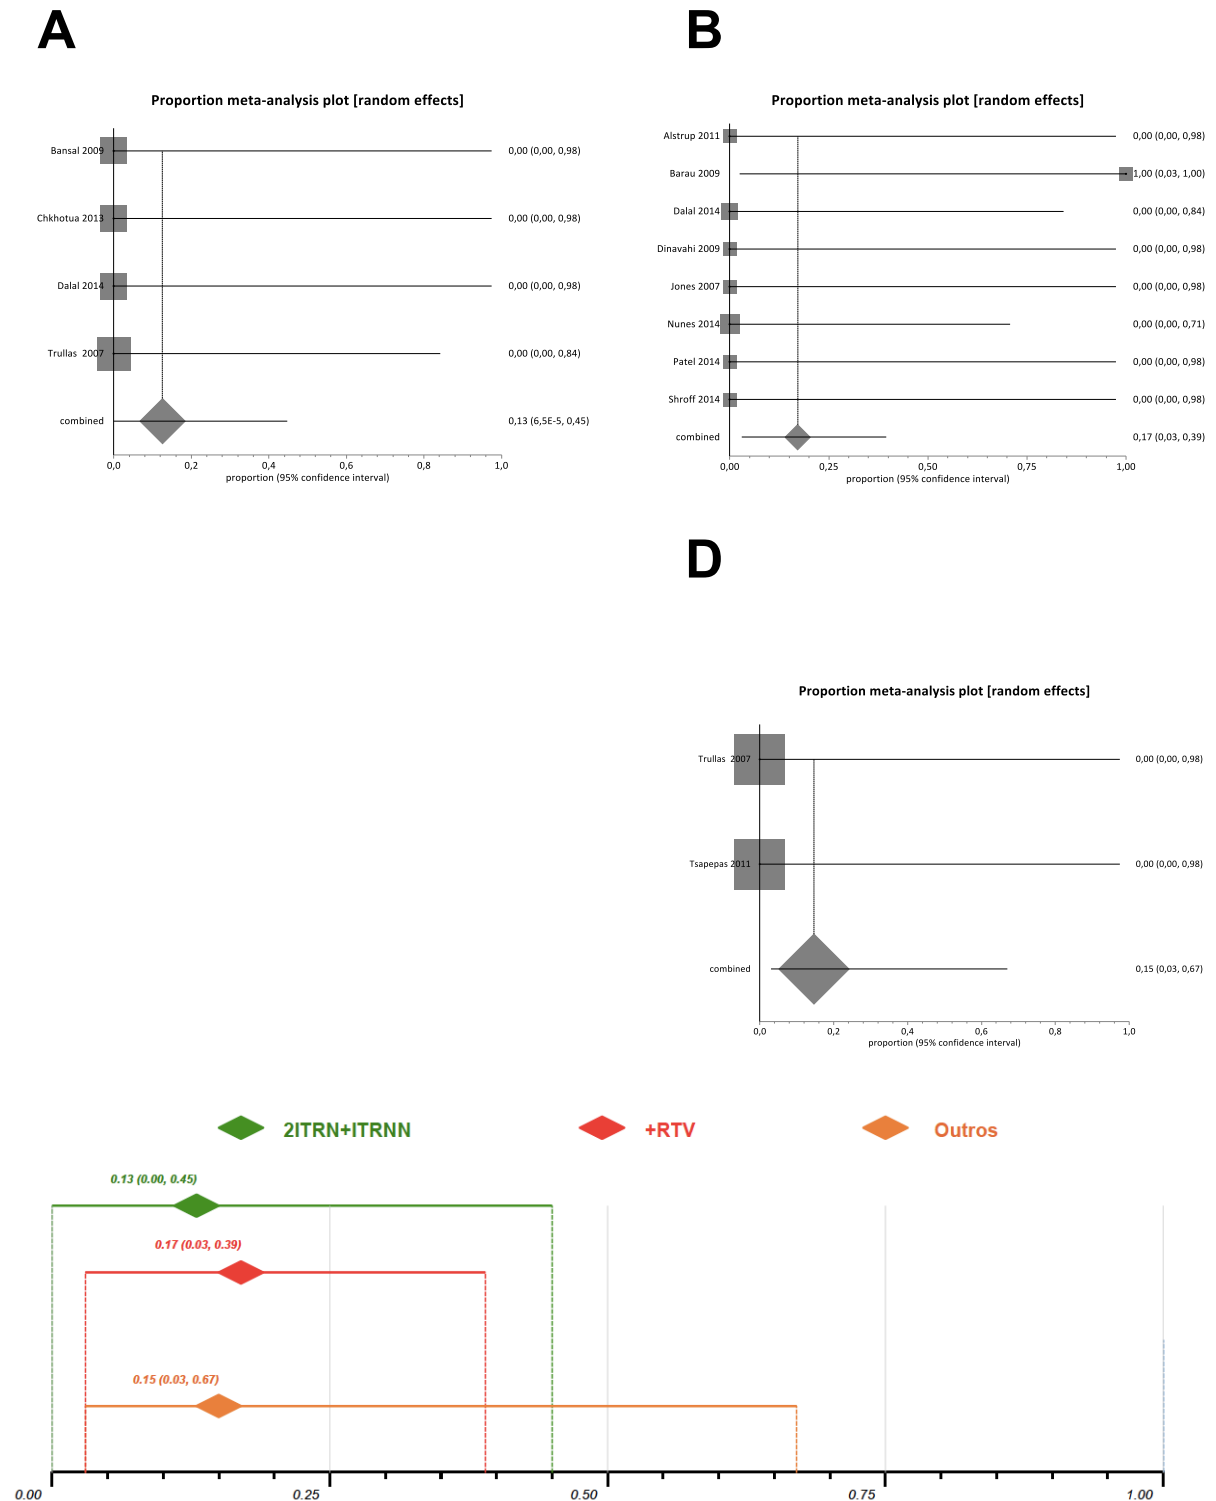 A
Proportion meta-analysis plot [random effects]
Bansal 2009 0,00 (0,00, 0,98)
Chkhotua 2013 0,00 (0,00, 0,98)
Dalal 2014 0,00 (0,00, 0,98)
Trullas 2007 0,00 (0,00, 0,84)
combined 0,13 (6,5E-5, 0,45)
0,0 0,2 0,4 0,6 0,8 1,0
proportion (95% confidence interval)
B
Proportion meta-analysis plot [random effects]
Alstrup 2011 0,00 (0,00, 0,98)
Barau 2009 1,00 (0,03, 1,00)
Dalal 2014 0,00 (0,00, 0,84)
Dinavahi 2009 0,00 (0,00, 0,98)
Jones 2007 0,00 (0,00, 0,98)
Nunes 2014 0,00 (0,00, 0,71)
Patel 2014 0,00 (0,00, 0,98)
Shroff 2014 0,00 (0,00, 0,98)
combined 0,17 (0,03, 0,39)
0,00 0,25 0,50 0,75 1,00
proportion (95% confidence interval)
D
Proportion meta-analysis plot [random effects]
Trullas 2007 0,00 (0,00, 0,98)
Tsapepas 2011 0,00 (0,00, 0,98)
combined 0,15 (0,03, 0,67)
0,0 0,2 0,4 0,6 0,8 1,0
proportion (95% confidence interval)
2ITRN+ITRNN +RTV Outros
0.13 (0.00, 0.45)
0.17 (0.03, 0.39)
0.15 (0.03, 0.67)
0.00 0.25 0.50 0.75 1.00